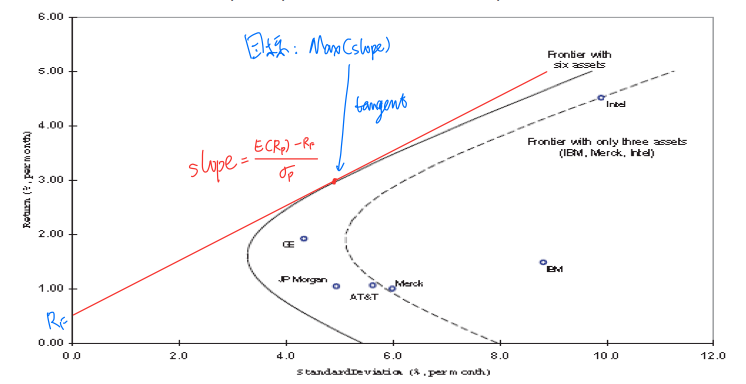 6.00
: Max(slope)
Frontier with
six assets
5.00
tangent
Intel
4.00
Frontier with only three assets
(IBM, Merck, Intel)
slope = E(Rp) - RF
σp
Return (%, per month)
3.00
2.00
GE
IBM
JP Morgan
Merck
AT&T
1.00
RF
0.00
0.0 2.0 4.0 6.0 8.0 10.0 12.0
Standard Deviation (%, per month)